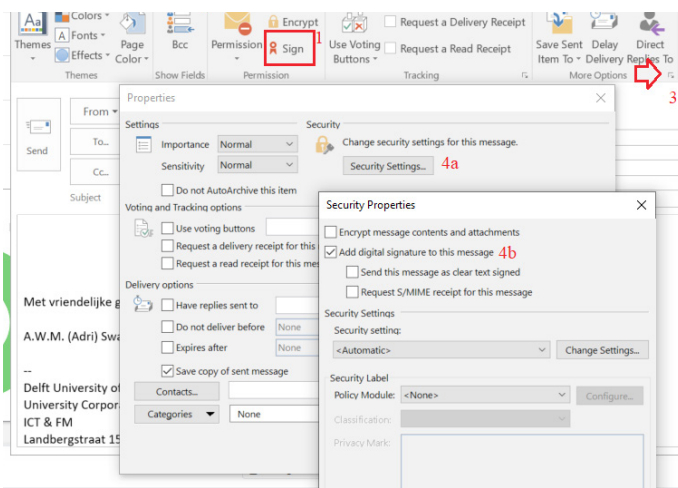 Aa
Colors
A Fonts
Effects
Themes
Page
Color
Bcc
Permission
Encrypt
Sign
1
Use Voting
Buttons
Request a Delivery Receipt
Request a Read Receipt
Save Sent
Item To
Delay
Delivery
Direct
Replies To
Themes
Show Fields
Permission
Tracking
More Options
3
Send
From
To...
Cc...
Subject
Properties
Settings
Importance Normal
Sensitivity Normal
Do not AutoArchive this item
Security
Change security settings for this message.
Security Settings... 4a
Voting and Tracking options
Use voting buttons
Request a delivery receipt for this
Request a read receipt for this mes
Delivery options
Have replies sent to
Do not deliver before None
Expires after None
Save copy of sent message
Contacts...
Categories None
Security Properties
Encrypt message contents and attachments
Add digital signature to this message 4b
Send this message as clear text signed
Request S/MIME receipt for this message
Security Settings
Security setting:
<Automatic> Change Settings...
Security Label
Policy Module: <None> Configure...
Classification:
Privacy Mark:
Met vriendelijke g
A.W.M. (Adri) Swa
--
Delft University of
University Corpor
ICT & FM
Landbergstraat 15